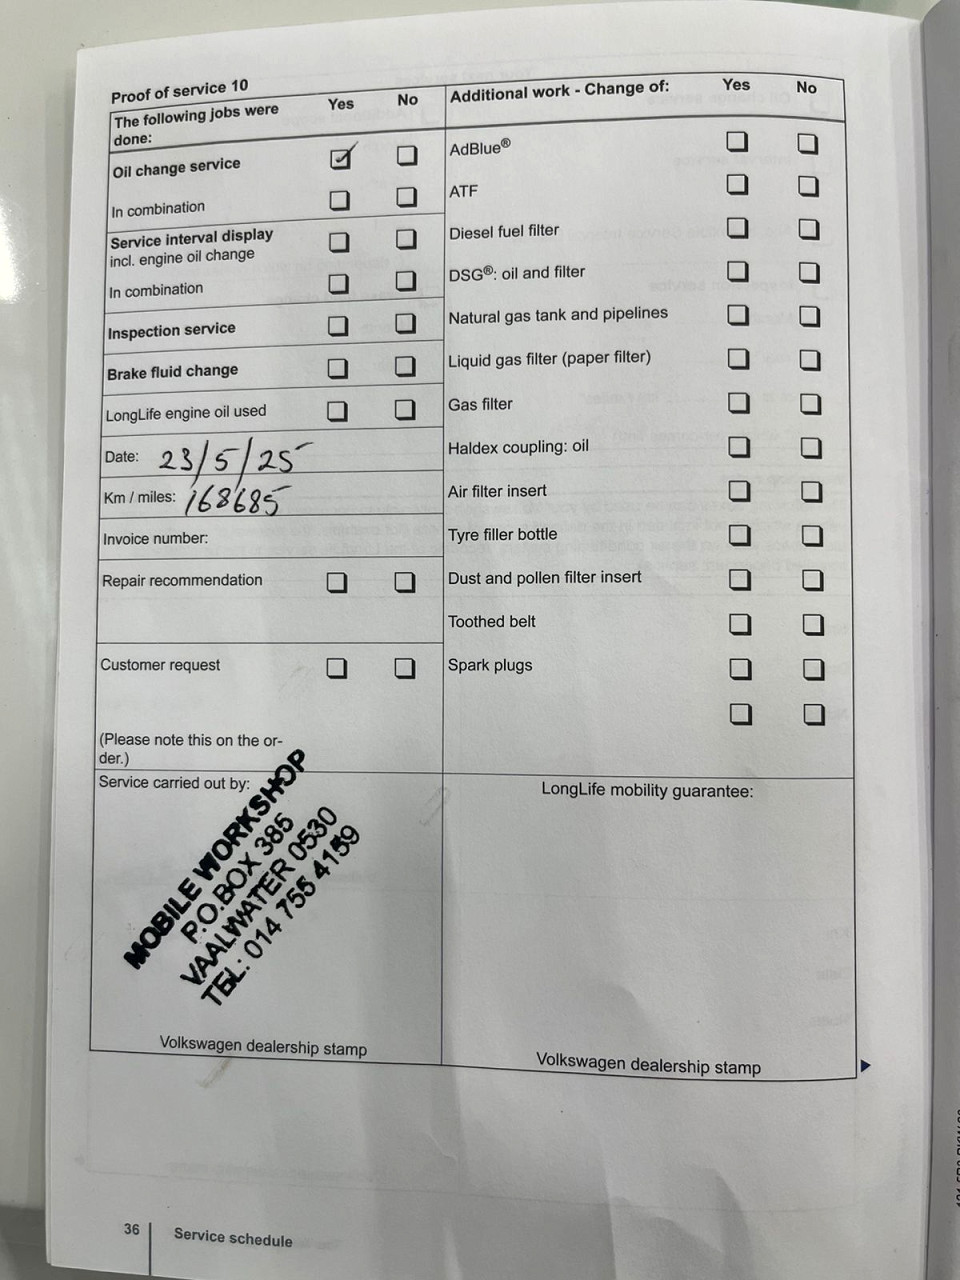 Proof of service 10
The following jobs were
done:
Yes
No
Oil change service
In combination
Service interval display
incl. engine oil change
In combination
Inspection service
Brake fluid change
LongLife engine oil used
Date: 23/5/25
Km / miles: 168685
Invoice number:
Repair recommendation
Customer request
(Please note this on the or-
der.)
Service carried out by:
MOBILE WORKSHOP
P.O.BOX 385
VAALWATER 0530
TEL: 014 755 4159
Volkswagen dealership stamp
Additional work - Change of:
Yes
No
AdBlue®
ATF
Diesel fuel filter
DSG®: oil and filter
Natural gas tank and pipelines
Liquid gas filter (paper filter)
Gas filter
Haldex coupling: oil
Air filter insert
Tyre filler bottle
Dust and pollen filter insert
Toothed belt
Spark plugs
LongLife mobility guarantee:
Volkswagen dealership stamp
36
Service schedule